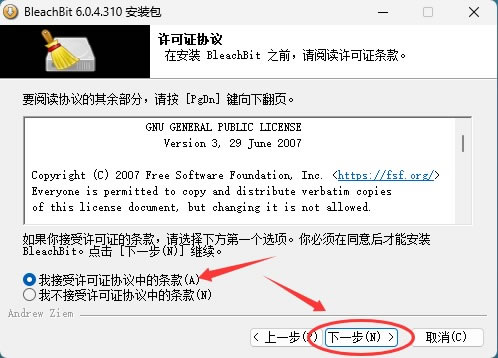 BleachBit 6.0.4.310 安装包
许可证协议
在安装 BleachBit 之前，请阅读许可证条款。
要阅读协议的其余部分，请按 [PgDn] 键向下翻页。
GNU GENERAL PUBLIC LICENSE
Version 3, 29 June 2007
Copyright (C) 2007 Free Software Foundation, Inc. <https://fsf.org/>
Everyone is permitted to copy and distribute verbatim copies
of this license document, but changing it is not allowed.
如果你接受许可证的条款，请选择下方第一个选项。你必须在同意后才能安装
BleachBit。点击 [下一步(N)] 继续。
我接受许可证协议中的条款(A)
我不接受许可证协议中的条款(N)
Andrew Ziem
< 上一步(P) 下一步(N) > 取消(C)